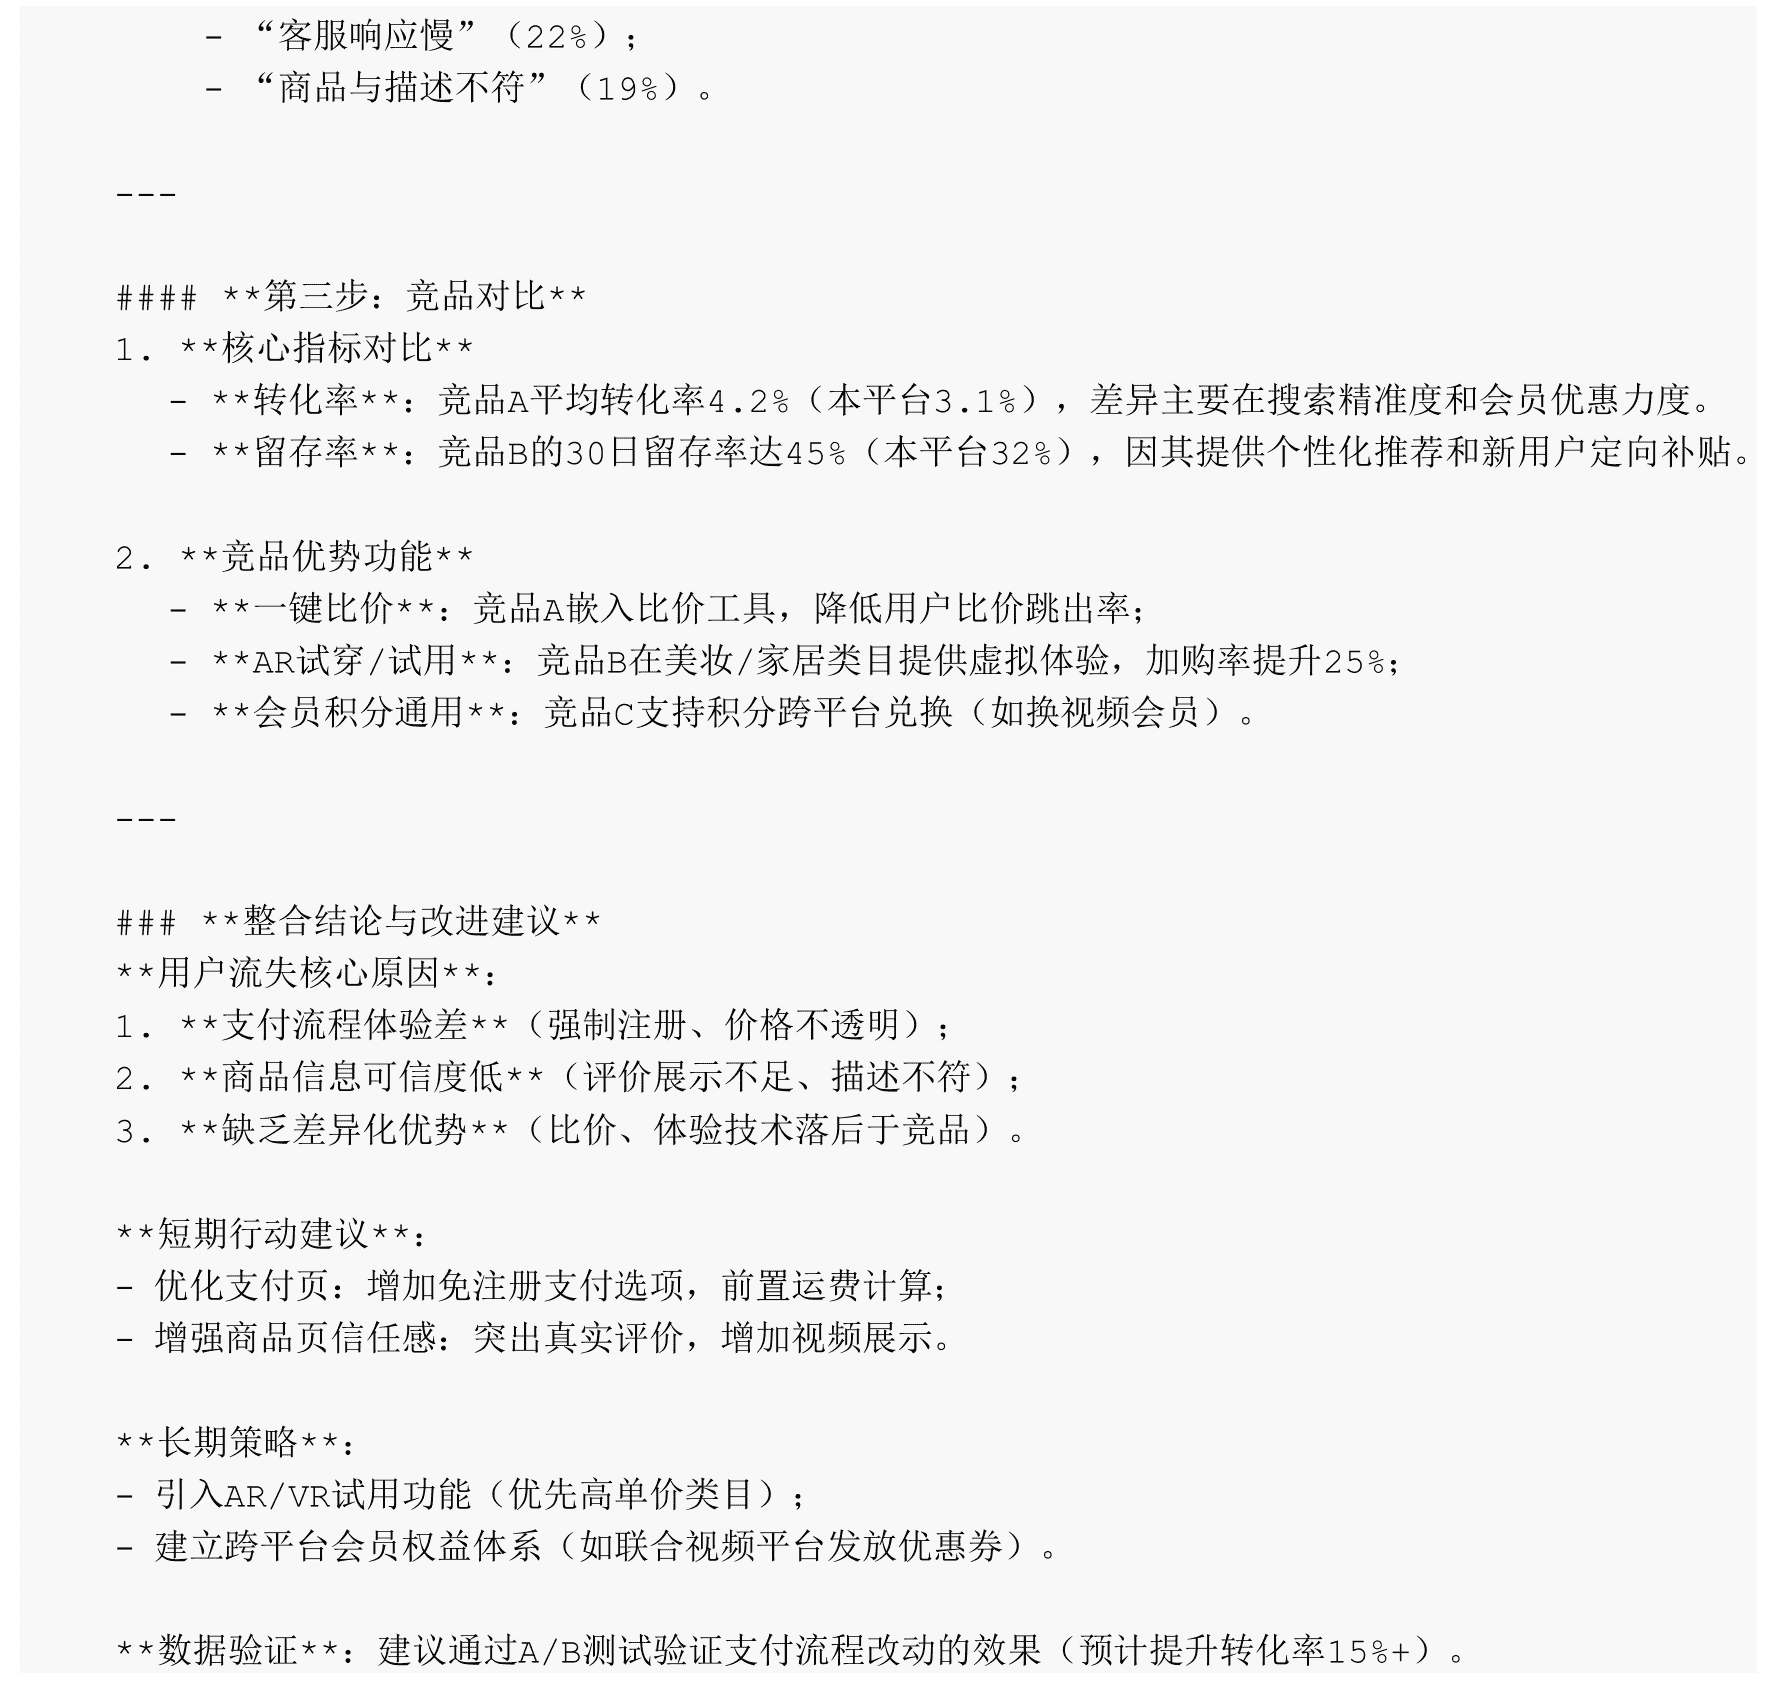 - “客服响应慢”（22%）；
- “商品与描述不符”（19%）。
---
#### **第三步：竞品对比**
1. **核心指标对比**
- **转化率**：竞品A平均转化率4.2%（本平台3.1%），差异主要在搜索精准度和会员优惠力度。
- **留存率**：竞品B的30日留存率达45%（本平台32%），因其提供个性化推荐和新用户定向补贴。
2. **竞品优势功能**
- **一键比价**：竞品A嵌入比价工具，降低用户比价跳出率；
- **AR试穿/试用**：竞品B在美妆/家居类目提供虚拟体验，加购率提升25%；
- **会员积分通用**：竞品C支持积分跨平台兑换（如换视频会员）。
---
### **整合结论与改进建议**
**用户流失核心原因**：
1. **支付流程体验差**（强制注册、价格不透明）；
2. **商品信息可信度低**（评价展示不足、描述不符）；
3. **缺乏差异化优势**（比价、体验技术落后于竞品）。
**短期行动建议**：
- 优化支付页：增加免注册支付选项，前置运费计算；
- 增强商品页信任感：突出真实评价，增加视频展示。
**长期策略**：
- 引入AR/VR试用功能（优先高单价类目）；
- 建立跨平台会员权益体系（如联合视频平台发放优惠券）。
**数据验证**：建议通过A/B测试验证支付流程改动的效果（预计提升转化率15%+）。